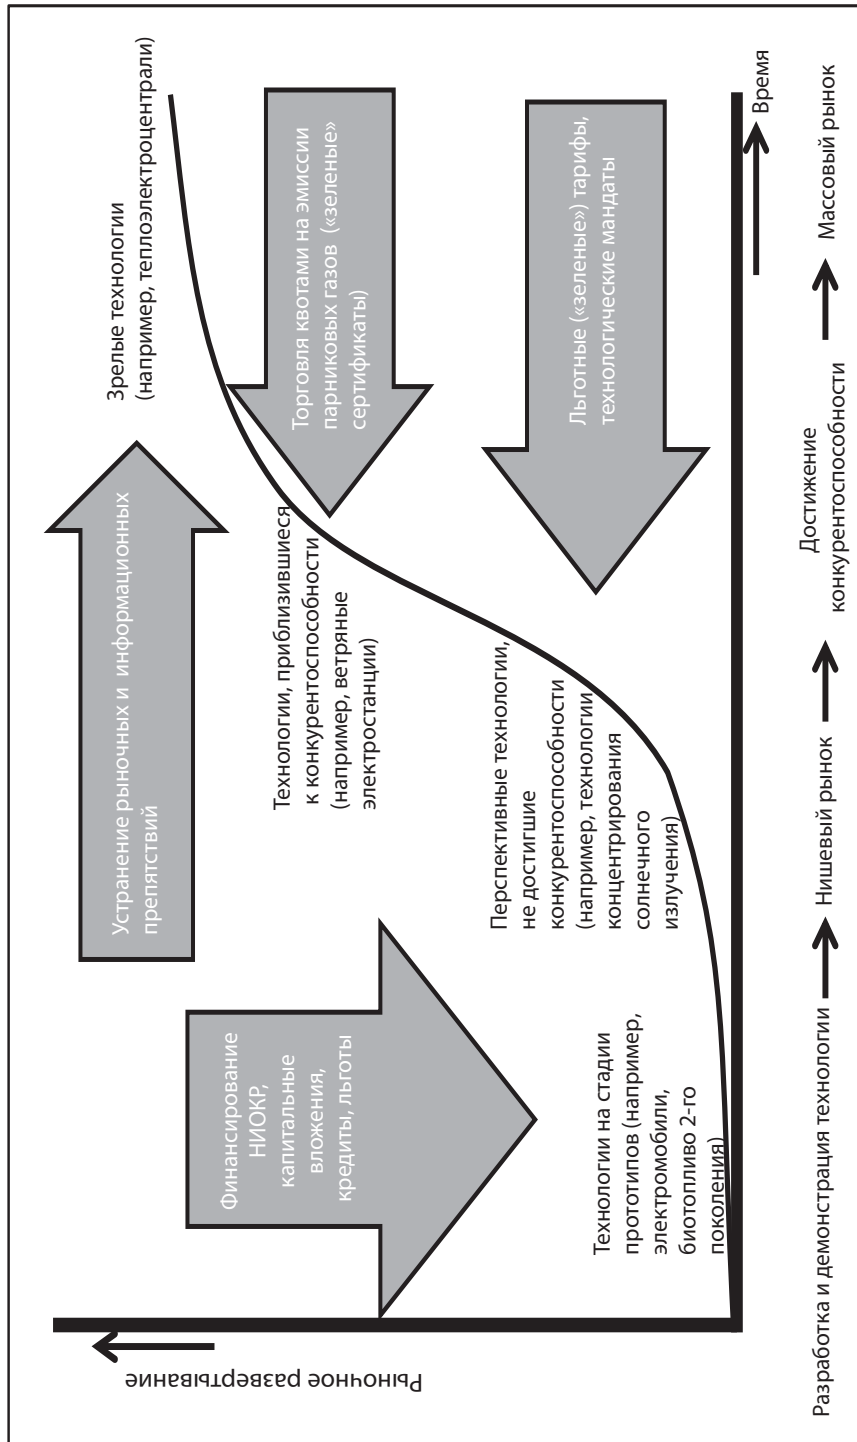 Рыночное развертывание
Финансирование
НИОКР,
капитальные
вложения,
кредиты, льготы
Устранение рыночных и информационных
препятствий
Зрелые технологии
(например, теплоэлектроцентрали)
Торговля квотами на эмиссии
парниковых газов («зеленые»
сертификаты)
Технологии, приблизившиеся
к конкурентоспособности
(например, ветряные
электростанции)
Льготные («зеленые») тарифы,
технологические мандаты
Перспективные технологии,
не достигшие
конкурентоспособности
(например, технологии
концентрирования
солнечного
излучения)
Технологии на стадии
прототипов (например,
электромобили,
биотопливо 2-го
поколения)
Время
Разработка и демонстрация технологии
Нишевый рынок
Достижение
конкурентоспособности
Массовый рынок